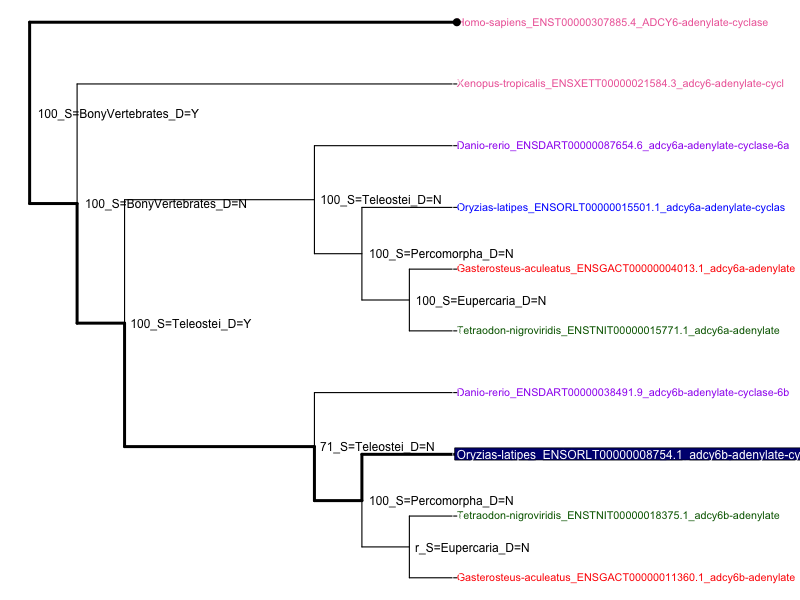 Homo-sapiens_ENST00000307885.4_ADCY6-adenylate-cyclase
Xenopus-tropicalis_ENSXETT00000021584.3_adcy6-adenylate-cycl
100_S=BonyVertebrates_D=Y
Danio-rerio_ENSDART00000087654.6_adcy6a-adenylate-cyclase-6a
100_S=BonyVertebrates_D=N
100_S=Teleostei_D=N
Oryzias-latipes_ENSORLT00000015501.1_adcy6a-adenylate-cyclas
100_S=Percomorpha_D=N
Gasterosteus-aculeatus_ENSGACT00000004013.1_adcy6a-adenylate
100_S=Eupercaria_D=N
100_S=Teleostei_D=Y
Tetraodon-nigroviridis_ENSTNIT00000015771.1_adcy6a-adenylate
Danio-rerio_ENSDART00000038491.9_adcy6b-adenylate-cyclase-6b
71_S=Teleostei_D=N
Oryzias-latipes_ENSORLT00000008754.1_adcy6b-adenylate-cy
100_S=Percomorpha_D=N
Tetraodon-nigroviridis_ENSTNIT00000018375.1_adcy6b-adenylate
r_S=Eupercaria_D=N
Gasterosteus-aculeatus_ENSGACT00000011360.1_adcy6b-adenylate